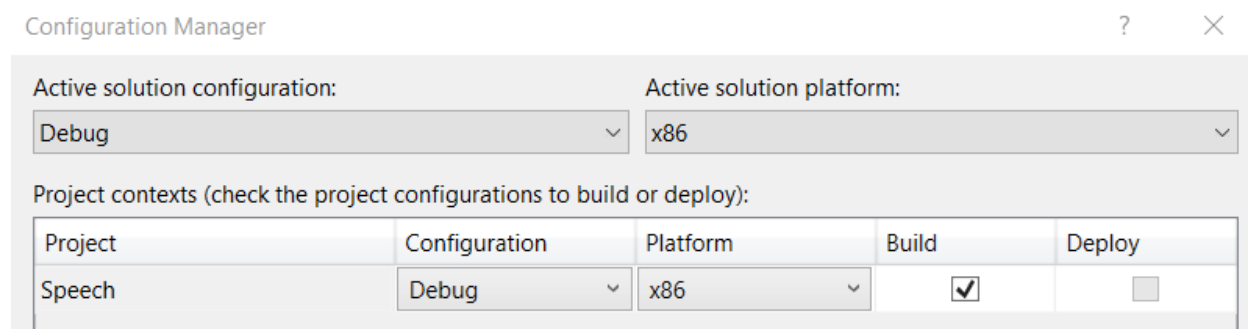 Configuration Manager ?
Active solution configuration: Active solution platform:
Debug x86
Project contexts (check the project configurations to build or deploy):
Project Configuration Platform Build Deploy
Speech Debug x86